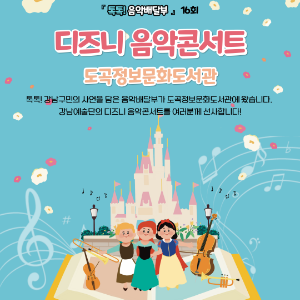 『똑똑! 음악배달부』 16회
디즈니 음악콘서트
도곡정보문화도서관
똑똑! 강남구민의 사연을 담은 음악배달부가 도곡정보문화도서관에 왔습니다.
강남예술단의 디즈니 음악콘서트를 여러분께 선사합니다!